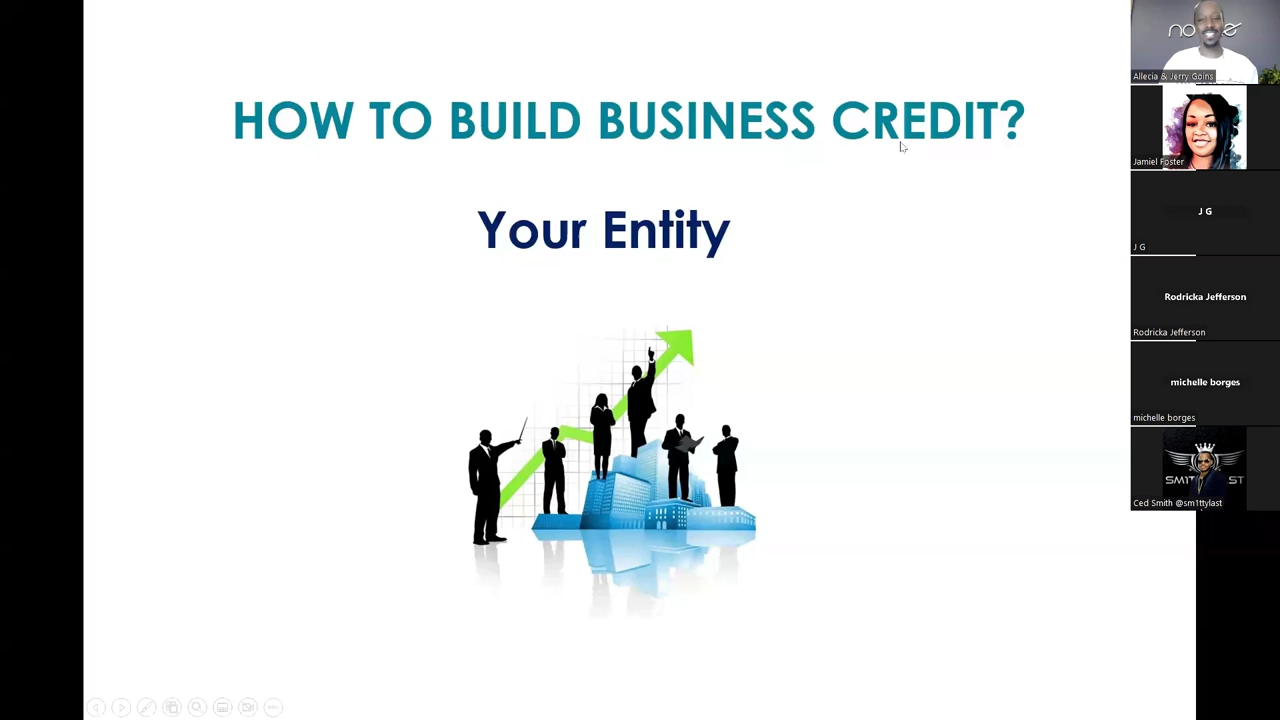 HOW TO BUILD BUSINESS CREDIT?
Your Entity
Allecia & Jerry Goins
Jamiel Foster
J G
J G
Rodricka Jefferson
Rodricka Jefferson
michelle borges
michelle borges
Ced Smith @sm1ttylast